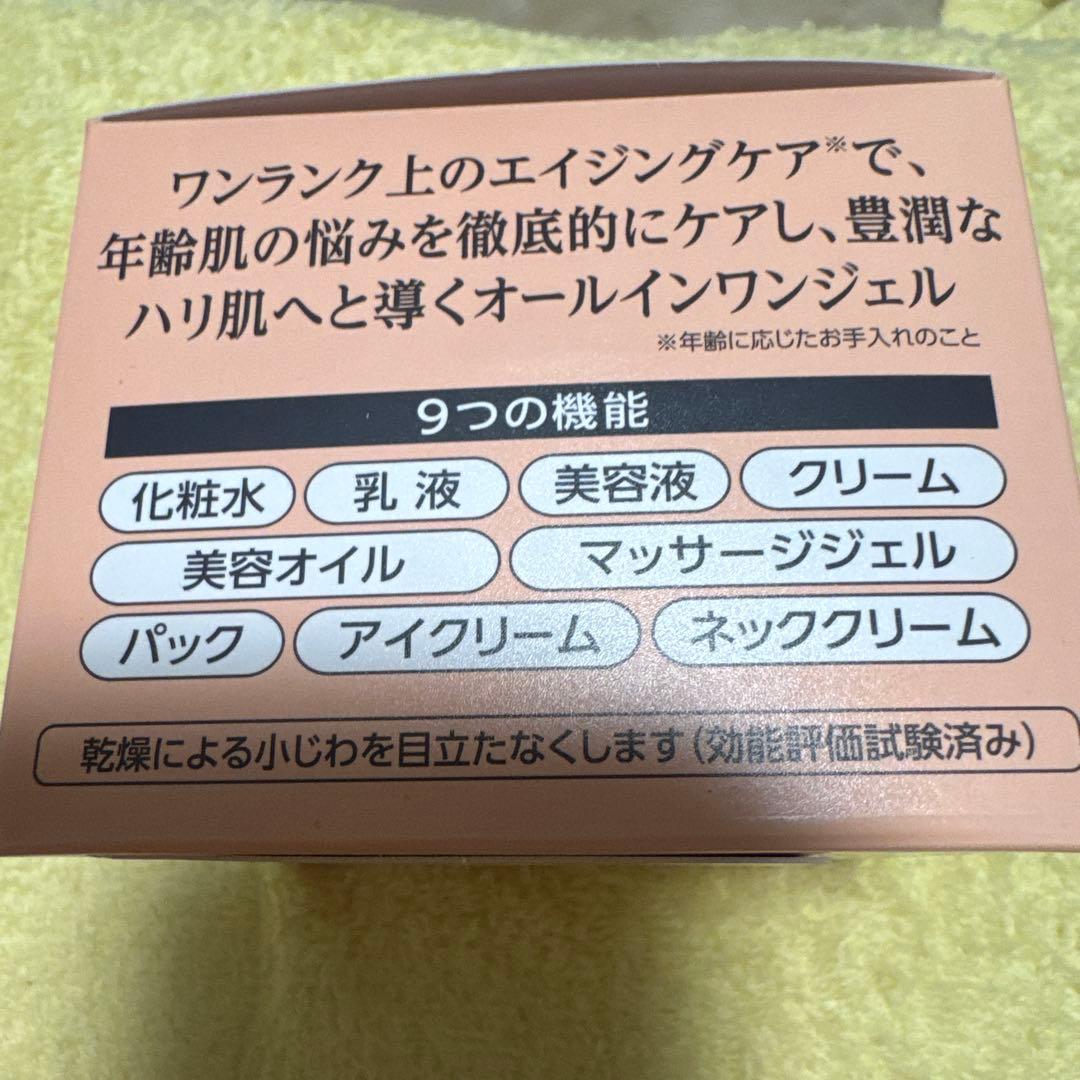 ワンランク上のエイジングケア※で、
年齢肌の悩みを徹底的にケアし、豊潤な
ハリ肌へと導くオールインワンジェル
※年齢に応じたお手入れのこと
9つの機能
化粧水 乳液 美容液 クリーム
美容オイル マッサージジェル
パック アイクリーム ネッククリーム
乾燥による小じわを目立たなくします(効能評価試験済み)